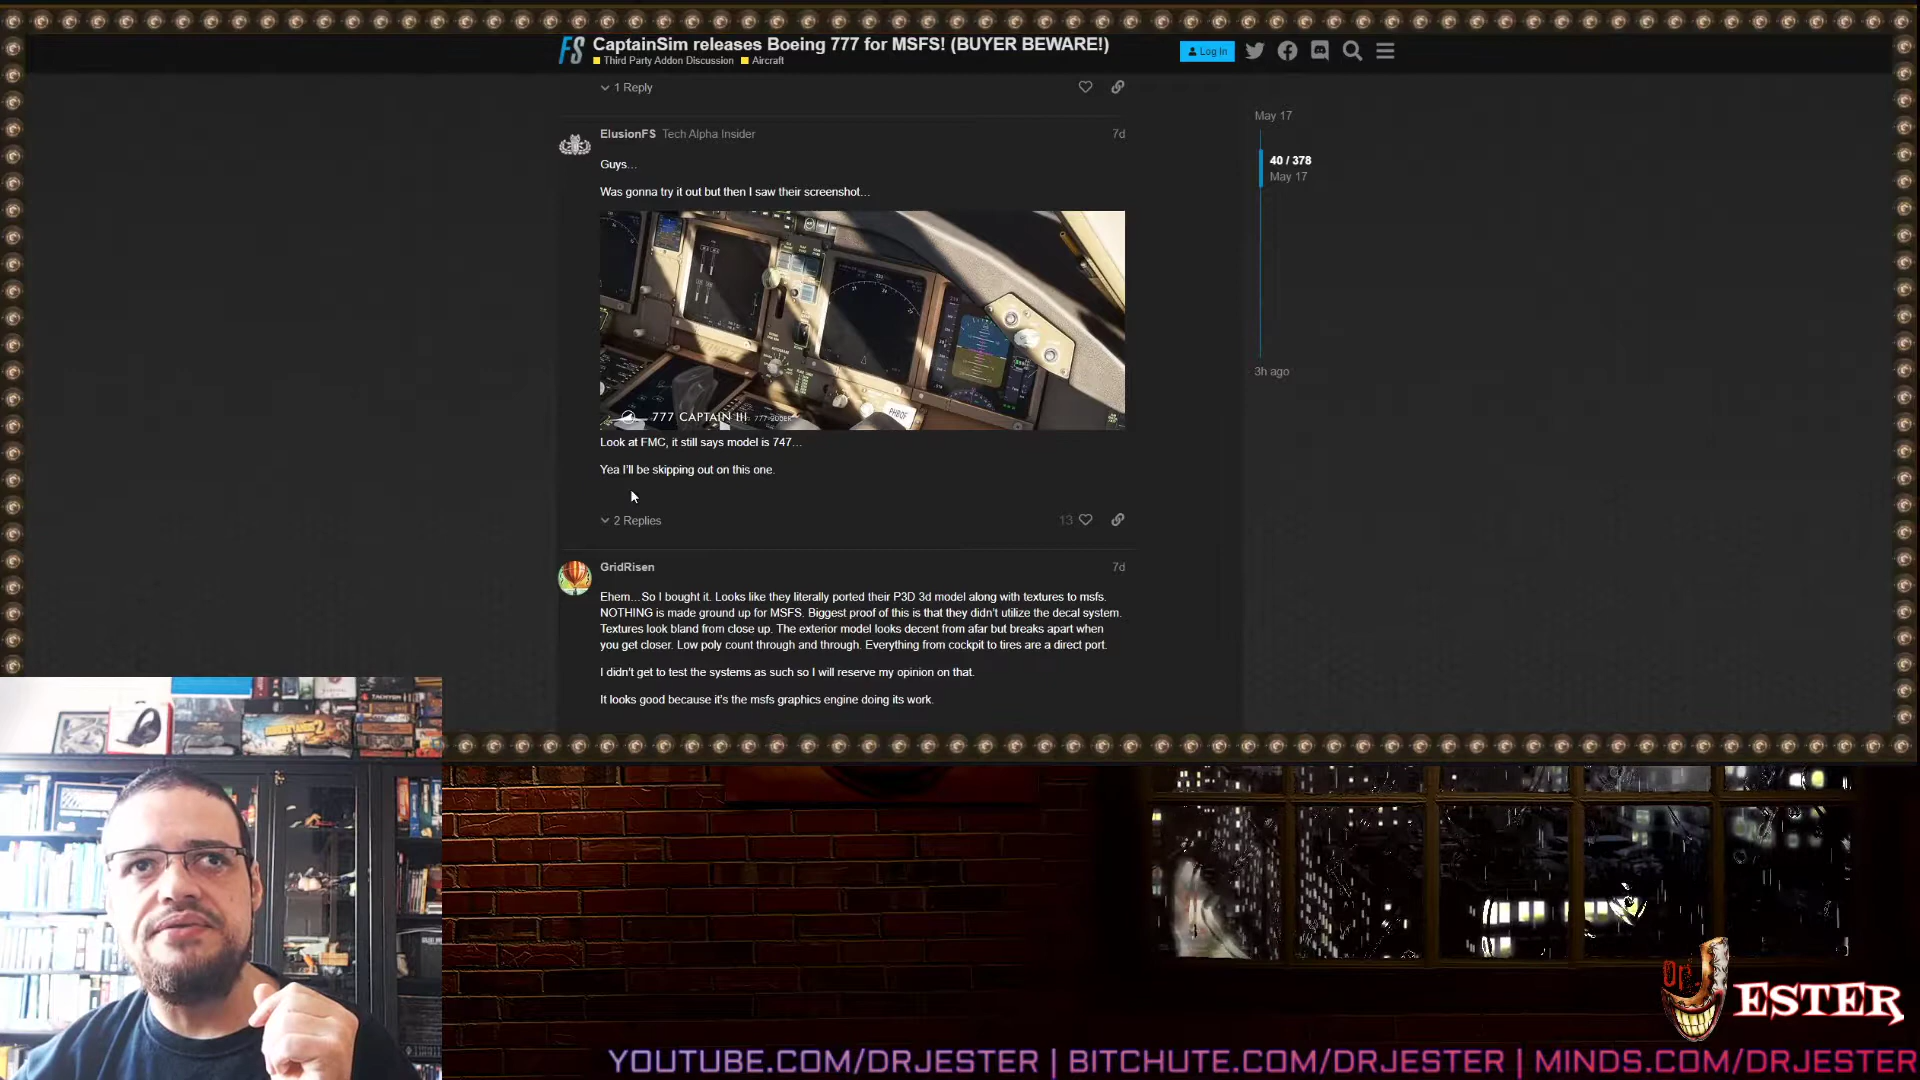 FS CaptainSim releases Boeing 777 for MSFS! (BUYER BEWARE!)
Third Party Addon Discussion Aircraft
Log In
1 Reply
ElusionFS Tech Alpha Insider 7d
Guys...
Was gonna try it out but then I saw their screenshot...
777 CAPTAIN III 777-200ER
PHBQF
Look at FMC, it still says model is 747...
Yea I'll be skipping out on this one.
2 Replies 13
GridRisen 7d
Ehem...So I bought it. Looks like they literally ported their P3D 3d model along with textures to msfs.
NOTHING is made ground up for MSFS. Biggest proof of this is that they didn't utilize the decal system.
Textures look bland from close up. The exterior model looks decent from afar but breaks apart when
you get closer. Low poly count through and through. Everything from cockpit to tires are a direct port.
I didn't get to test the systems as such so I will reserve my opinion on that.
It looks good because it's the msfs graphics engine doing its work.
May 17
40 / 378
May 17
3h ago
Dr. JESTER
YOUTUBE.COM/DRJESTER | BITCHUTE.COM/DRJESTER | MINDS.COM/DRJESTER